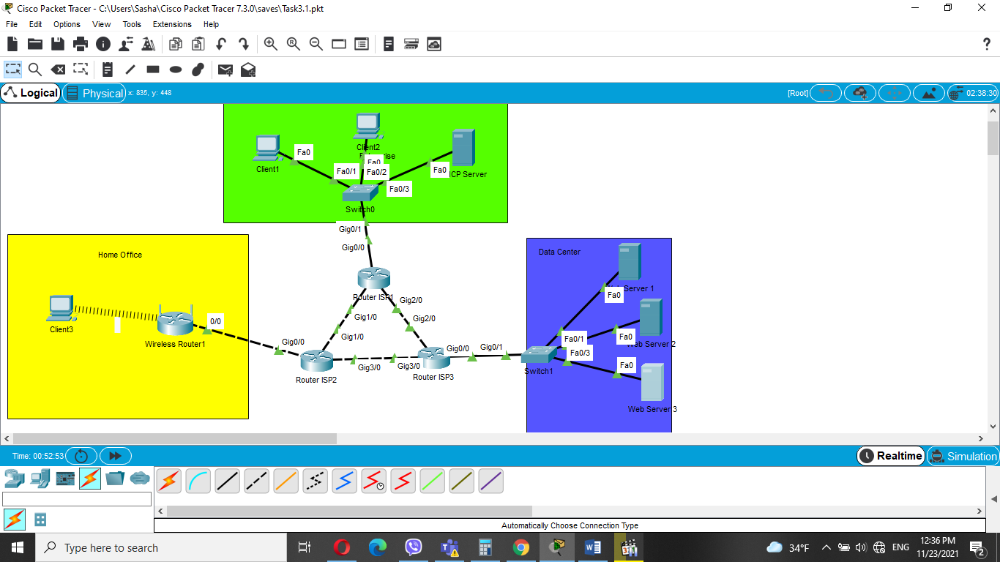 Cisco Packet Tracer - C:\Users\Sasha\Cisco Packet Tracer 7.3.0\saves\Task3.1.pkt
File Edit Options View Tools Extensions Help
?
Logical Physical x: 835, y: 448 [Root] 02:38:30
Client2
Fa0
Client1
Fa0
Fa0/1
Fa0/2
Fa0
CP Server
Fa0/3
Switch0
Gig0/1
Gig0/0
Home Office
Data Center
Server 1
Fa0
Router ISP1
Gig2/0
Gig1/0
Gig2/0
Client3
0/0
Wireless Router1
Gig1/0
Gig0/0
Gig0/0
Gig0/1
Fa0/1
Fa0
Web Server 2
Fa0/3
Fa0
Gig3/0
Gig3/0
Router ISP2
Router ISP3
Switch1
Web Server 3
Time: 00:52:53
Realtime Simulation
Automatically Choose Connection Type
Type here to search
34°F
ENG
12:36 PM
11/23/2021
2